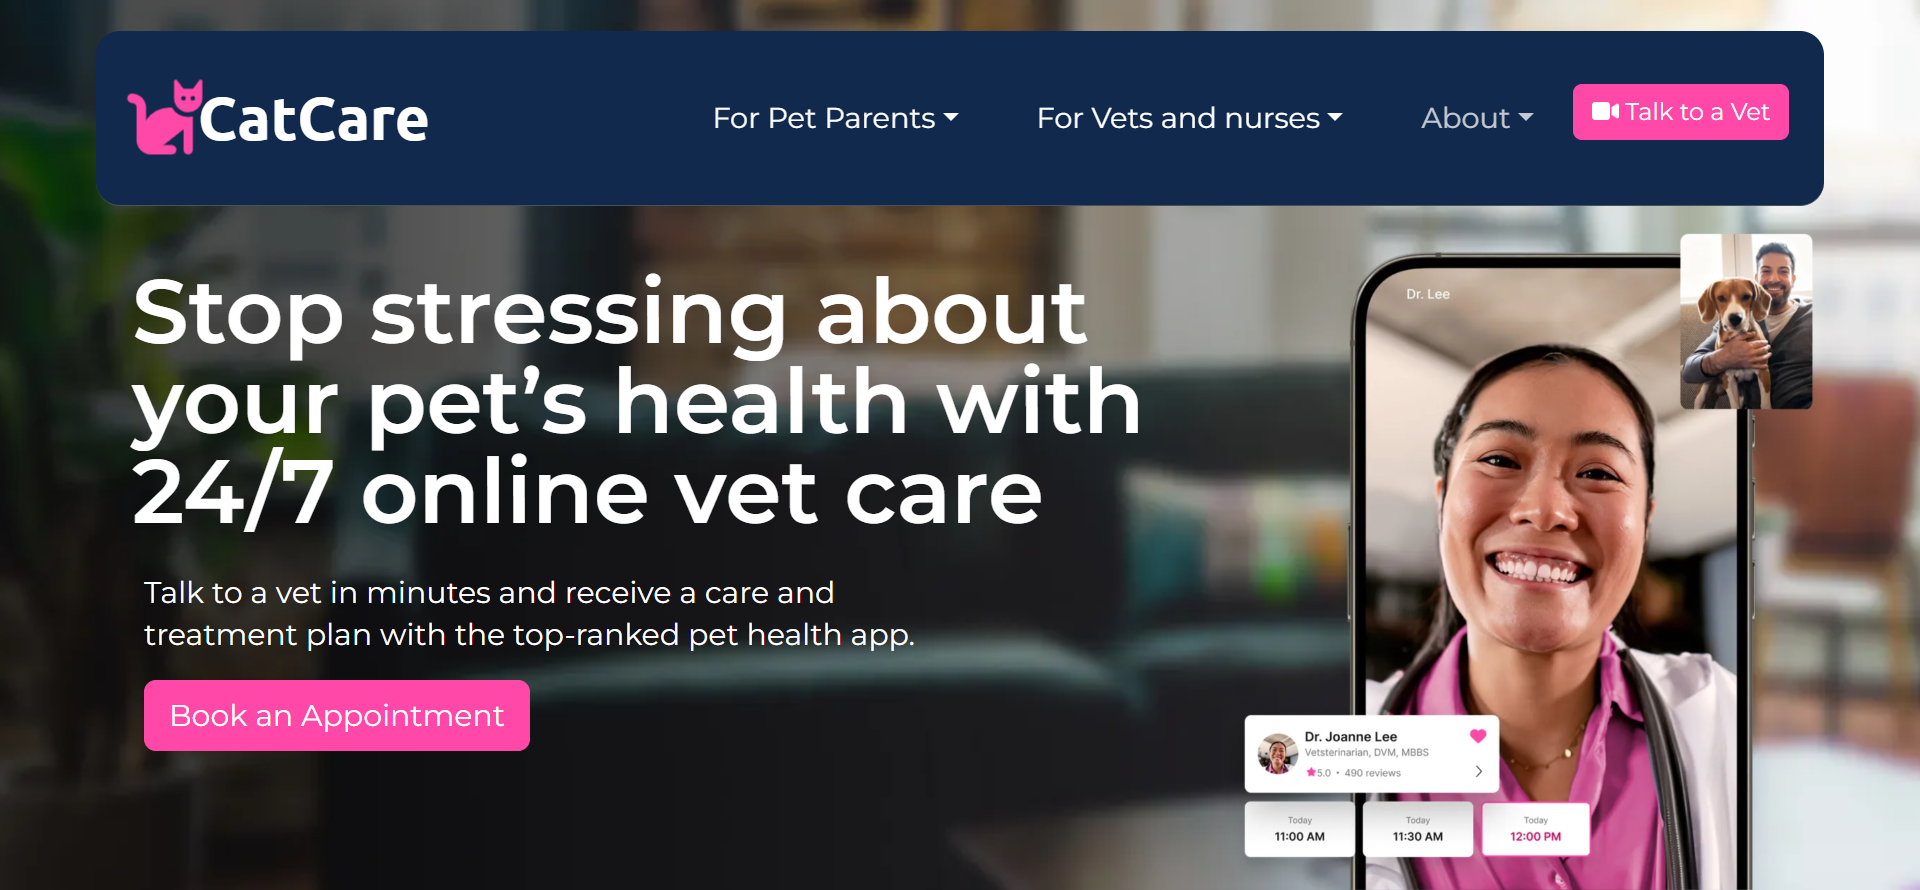 CatCare
For Pet Parents
For Vets and nurses
About
Talk to a Vet
Stop stressing about
your pet’s health with
24/7 online vet care
Talk to a vet in minutes and receive a care and
treatment plan with the top-ranked pet health app.
Book an Appointment
Dr. Lee
Dr. Joanne Lee
Vetsterinarian, DVM, MBBS
5.0 • 490 reviews
Today
11:00 AM
Today
11:30 AM
Today
12:00 PM